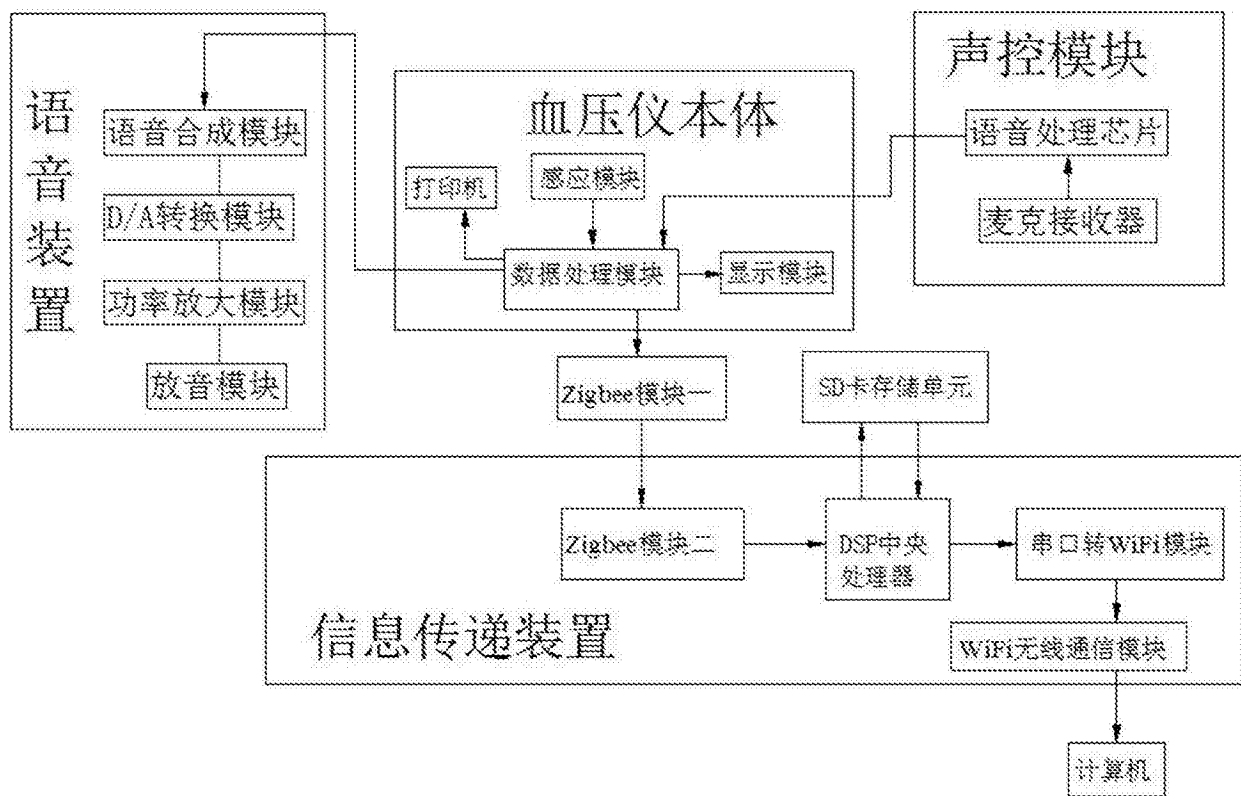 语音装置
语音合成模块
D/A转换模块
功率放大模块
放音模块
血压仪本体
打印机
感应模块
数据处理模块
显示模块
声控模块
语音处理芯片
麦克接收器
Zigbee模块一
SD卡存储单元
Zigbee模块二
DSP中央
处理器
串口转WiFi模块
信息传递装置
WiFi无线通信模块
计算机